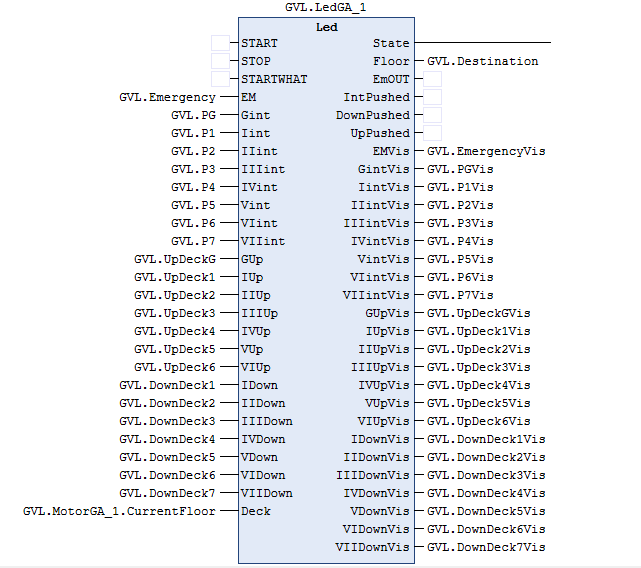 GVL.LedGA_1
Led
START State
STOP Floor GVL.Destination
STARTWHAT EmOUT
GVL.Emergency EM IntPushed
GVL.PG Gint DownPushed
GVL.P1 Iint UpPushed
GVL.P2 IIint EMVis GVL.EmergencyVis
GVL.P3 IIIint GintVis GVL.PGVis
GVL.P4 IVint IintVis GVL.P1Vis
GVL.P5 Vint IIintVis GVL.P2Vis
GVL.P6 VIint IIIintVis GVL.P3Vis
GVL.P7 VIIint IVintVis GVL.P4Vis
GVL.UpDeckG GUp VintVis GVL.P5Vis
GVL.UpDeck1 IUp VIintVis GVL.P6Vis
GVL.UpDeck2 IIUp VIIintVis GVL.P7Vis
GVL.UpDeck3 IIIUp GUpVis GVL.UpDeckGVis
GVL.UpDeck4 IVUp IUpVis GVL.UpDeck1Vis
GVL.UpDeck5 VUp IIUpVis GVL.UpDeck2Vis
GVL.UpDeck6 VIUp IIIUpVis GVL.UpDeck3Vis
GVL.DownDeck1 IDown IVUpVis GVL.UpDeck4Vis
GVL.DownDeck2 IIDown VUpVis GVL.UpDeck5Vis
GVL.DownDeck3 IIIDown VIUpVis GVL.UpDeck6Vis
GVL.DownDeck4 IVDown IDownVis GVL.DownDeck1Vis
GVL.DownDeck5 VDown IIDownVis GVL.DownDeck2Vis
GVL.DownDeck6 VIDown IIIDownVis GVL.DownDeck3Vis
GVL.DownDeck7 VIIDown IVDownVis GVL.DownDeck4Vis
GVL.MotorGA_1.CurrentFloor Deck VDownVis GVL.DownDeck5Vis
VIDownVis GVL.DownDeck6Vis
VIIDownVis GVL.DownDeck7Vis